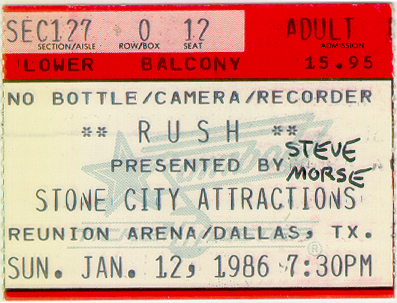 SEC127 O 12 ADULT
SECTION/AISLE ROW/BOX SEAT ADMISSION
LOWER BALCONY 15.95
NO BOTTLE/CAMERA/RECORDER
** RUSH **
PRESENTED BY STEVE MORSE
STONE CITY ATTRACTIONS
REUNION ARENA/DALLAS, TX.
SUN. JAN. 12, 1986 7:30PM